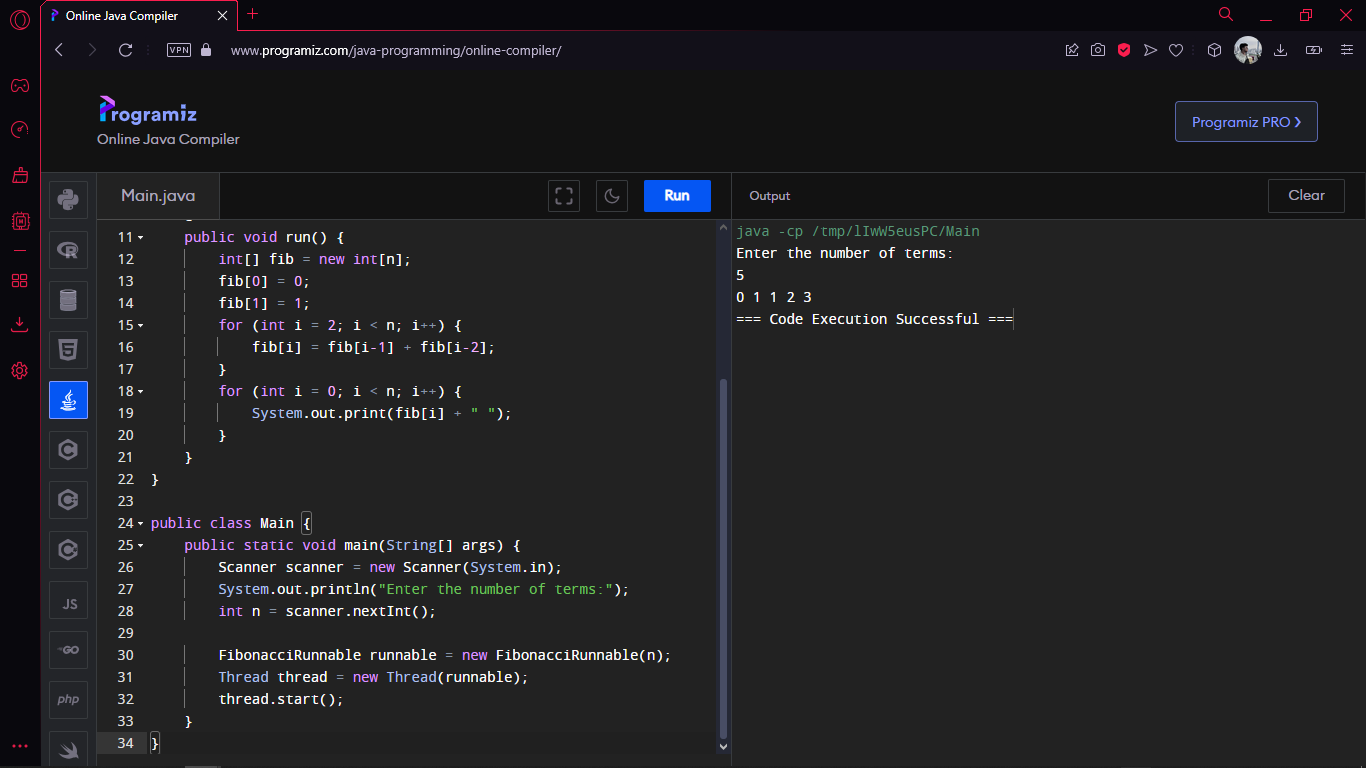 Online Java Compiler
VPN
www.programiz.com/java-programming/online-compiler/
Programiz
Online Java Compiler
Programiz PRO
Main.java
Run
Output
Clear
11 public void run() {
12 int[] fib = new int[n];
13 fib[0] = 0;
14 fib[1] = 1;
15 for (int i = 2; i < n; i++) {
16 fib[i] = fib[i-1] + fib[i-2];
17 }
18 for (int i = 0; i < n; i++) {
19 System.out.print(fib[i] + " ");
20 }
21 }
22 }
23
24 public class Main {
25 public static void main(String[] args) {
26 Scanner scanner = new Scanner(System.in);
27 System.out.println("Enter the number of terms:");
28 int n = scanner.nextInt();
29
30 FibonacciRunnable runnable = new FibonacciRunnable(n);
31 Thread thread = new Thread(runnable);
32 thread.start();
33 }
34 }
java -cp /tmp/lIwW5eusPC/Main
Enter the number of terms:
5
0 1 1 2 3
=== Code Execution Successful ===
R
5
C
C
C
JS
GO
php